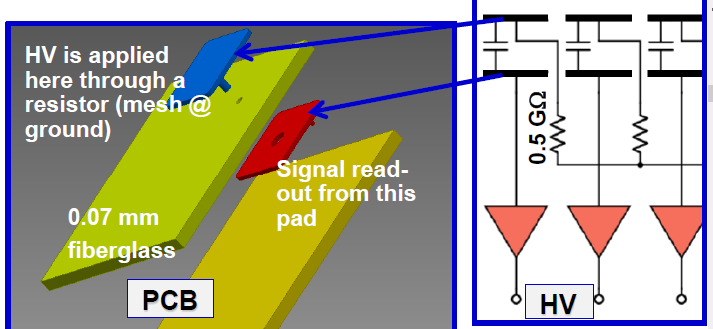 HV is applied
here through a
resistor (mesh @
ground)
Signal read-
out from this
pad
0.07 mm
fiberglass
PCB
0.5 GΩ
HV